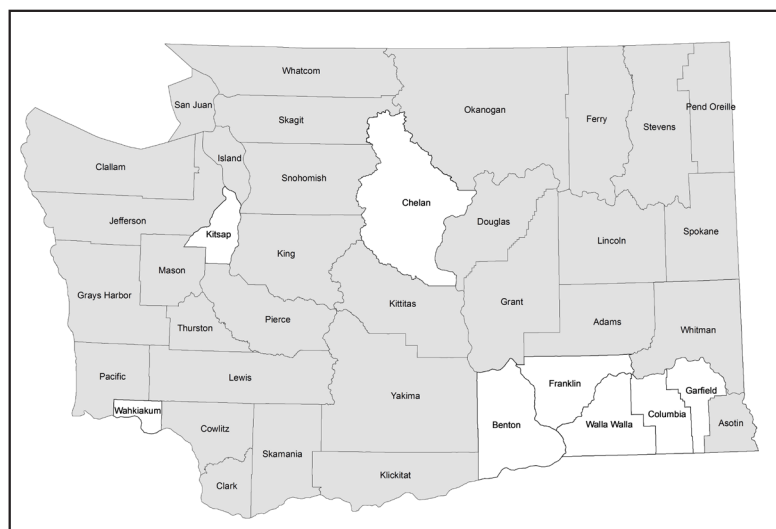 Whatcom
San Juan
Skagit
Okanogan
Ferry
Stevens
Pend Oreille
Clallam
Island
Snohomish
Chelan
Jefferson
Kitsap
Douglas
Lincoln
Spokane
King
Mason
Grays Harbor
Kittitas
Grant
Thurston
Pierce
Adams
Whitman
Pacific
Lewis
Yakima
Franklin
Garfield
Wahkiakum
Cowlitz
Benton
Walla Walla
Columbia
Asotin
Skamania
Clark
Klickitat